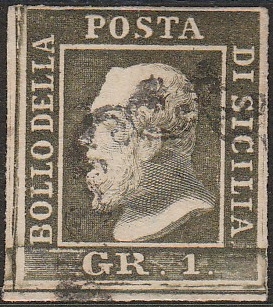 BOLLO DELLA
POSTA
DI SICILIA
GR. 1.